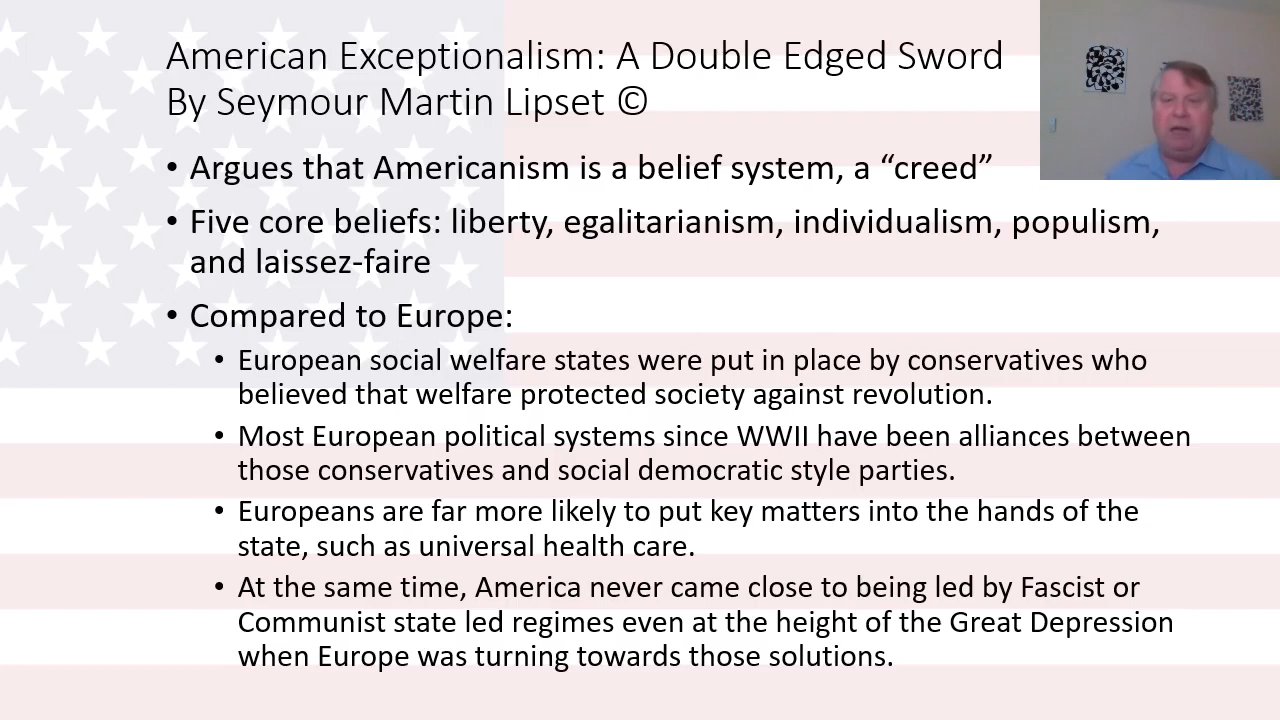 American Exceptionalism: A Double Edged Sword
By Seymour Martin Lipset ©
• Argues that Americanism is a belief system, a “creed”
• Five core beliefs: liberty, egalitarianism, individualism, populism,
and laissez-faire
• Compared to Europe:
• European social welfare states were put in place by conservatives who
believed that welfare protected society against revolution.
• Most European political systems since WWII have been alliances between
those conservatives and social democratic style parties.
• Europeans are far more likely to put key matters into the hands of the
state, such as universal health care.
• At the same time, America never came close to being led by Fascist or
Communist state led regimes even at the height of the Great Depression
when Europe was turning towards those solutions.